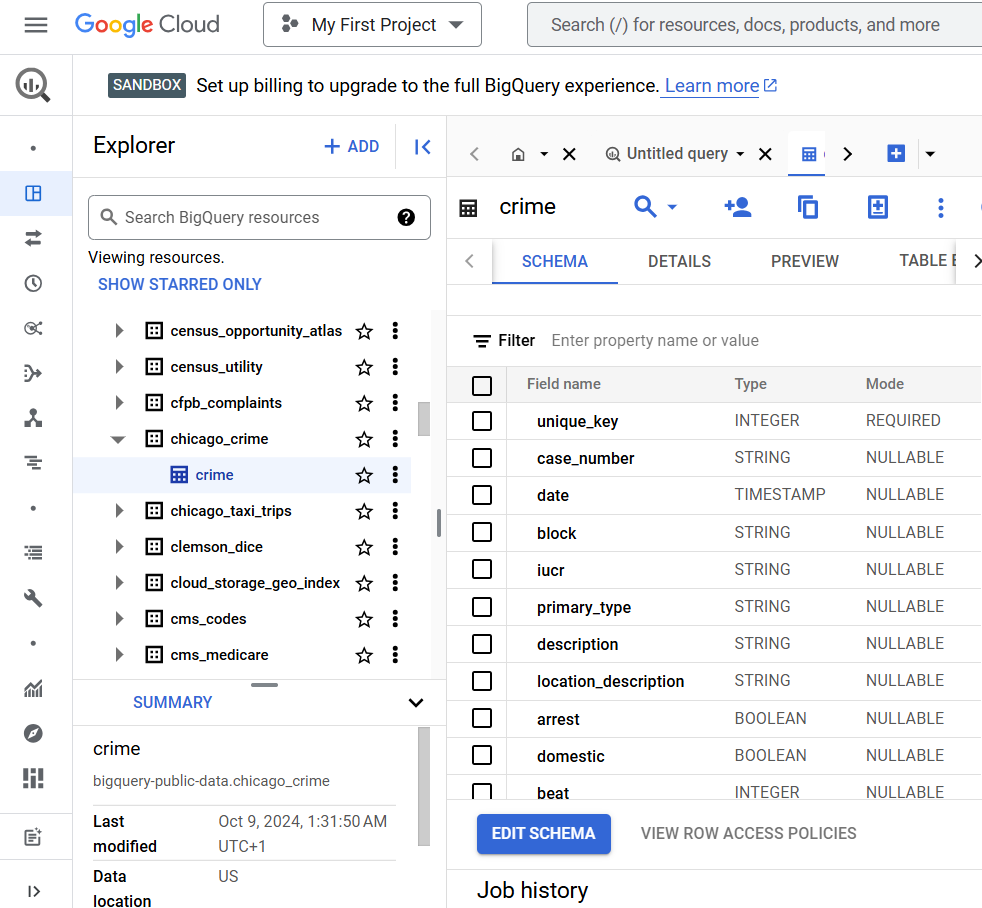 Google Cloud
My First Project
Search (/) for resources, docs, products, and more
SANDBOX Set up billing to upgrade to the full BigQuery experience. Learn more
Explorer
+ ADD
Untitled query
Search BigQuery resources
Viewing resources.
SHOW STARRED ONLY
census_opportunity_atlas
census_utility
cfpb_complaints
chicago_crime
crime
chicago_taxi_trips
clemson_dice
cloud_storage_geo_index
cms_codes
cms_medicare
SUMMARY
crime
bigquery-public-data.chicago_crime
Last modified
Oct 9, 2024, 1:31:50 AM UTC+1
Data location
US
crime
SCHEMA DETAILS PREVIEW TABLE E
Filter Enter property name or value
Field name Type Mode
unique_key INTEGER REQUIRED
case_number STRING NULLABLE
date TIMESTAMP NULLABLE
block STRING NULLABLE
iucr STRING NULLABLE
primary_type STRING NULLABLE
description STRING NULLABLE
location_description STRING NULLABLE
arrest BOOLEAN NULLABLE
domestic BOOLEAN NULLABLE
beat INTEGER NULLABLE
EDIT SCHEMA VIEW ROW ACCESS POLICIES
Job history